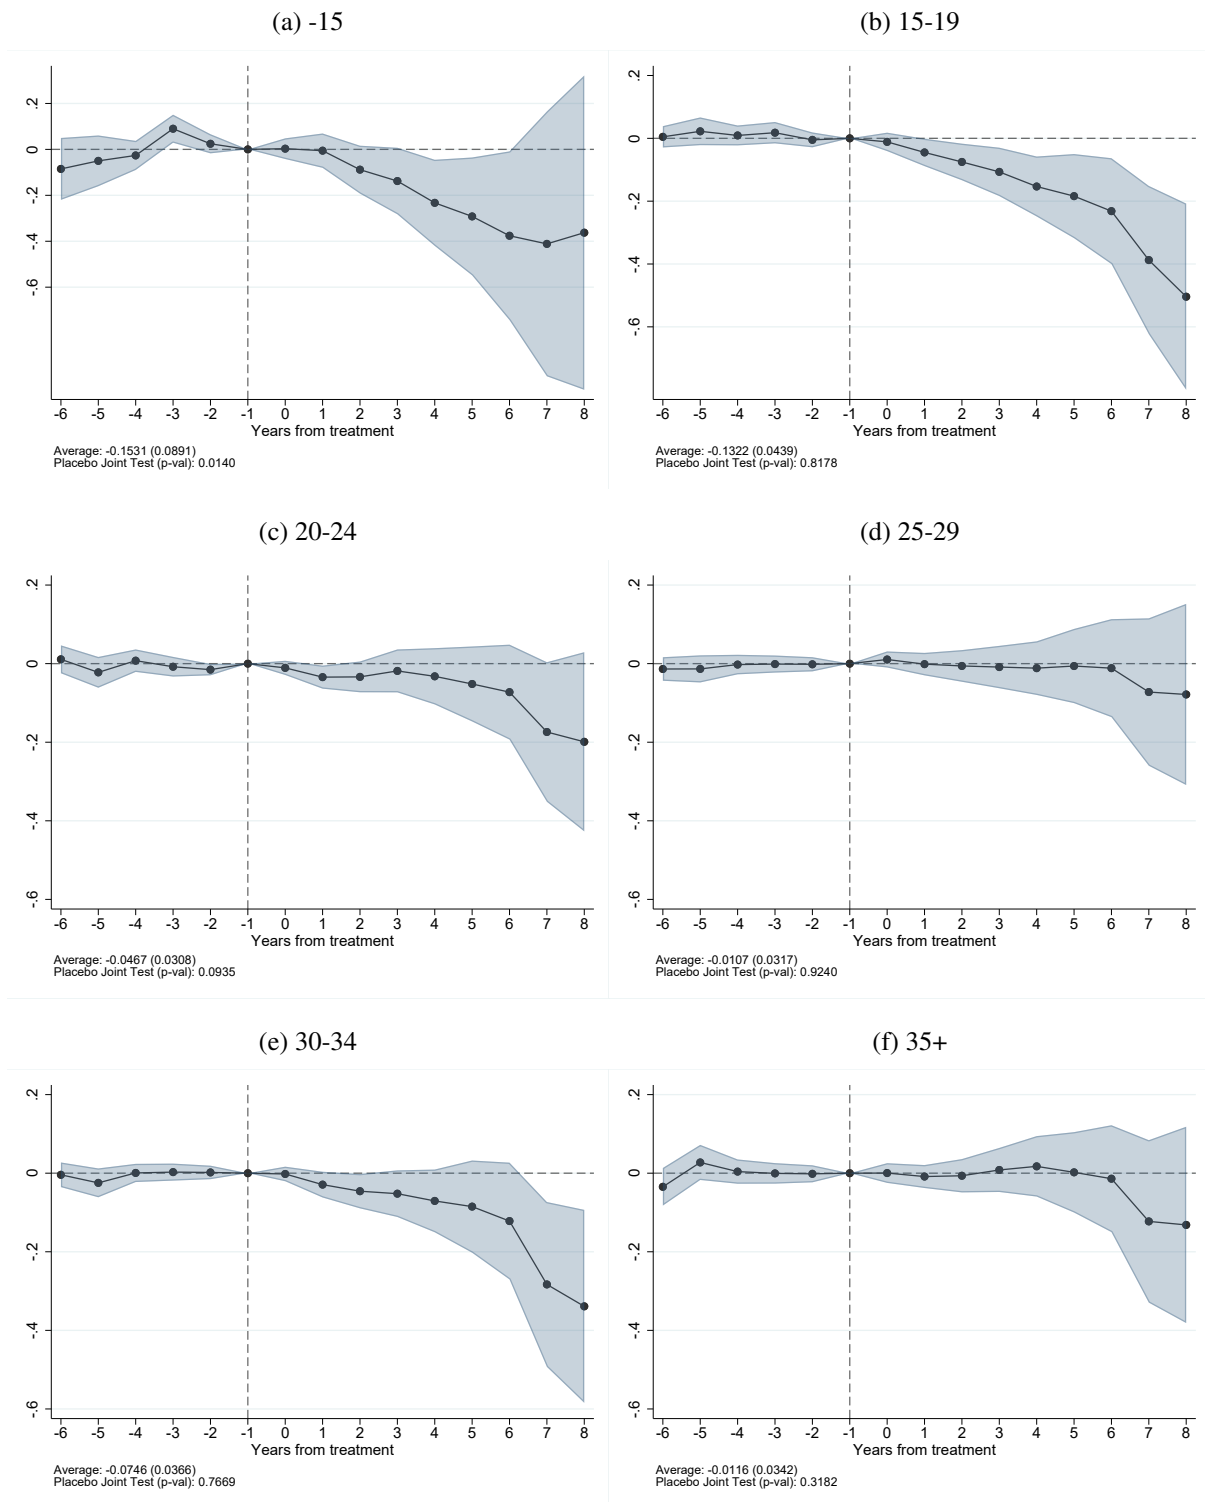 (a) -15
.2
0
-.2
-.4
-.6
-6 -5 -4 -3 -2 -1 0 1 2 3 4 5 6 7 8
Years from treatment
Average: -0.1531 (0.0891)
Placebo Joint Test (p-val): 0.0140
(b) 15-19
.2
0
-.2
-.4
-.6
-6 -5 -4 -3 -2 -1 0 1 2 3 4 5 6 7 8
Years from treatment
Average: -0.1322 (0.0439)
Placebo Joint Test (p-val): 0.8178
(c) 20-24
.2
0
-.2
-.4
-.6
-6 -5 -4 -3 -2 -1 0 1 2 3 4 5 6 7 8
Years from treatment
Average: -0.0467 (0.0308)
Placebo Joint Test (p-val): 0.0935
(d) 25-29
.2
0
-.2
-.4
-.6
-6 -5 -4 -3 -2 -1 0 1 2 3 4 5 6 7 8
Years from treatment
Average: -0.0107 (0.0317)
Placebo Joint Test (p-val): 0.9240
(e) 30-34
.2
0
-.2
-.4
-.6
-6 -5 -4 -3 -2 -1 0 1 2 3 4 5 6 7 8
Years from treatment
Average: -0.0746 (0.0366)
Placebo Joint Test (p-val): 0.7669
(f) 35+
.2
0
-.2
-.4
-.6
-6 -5 -4 -3 -2 -1 0 1 2 3 4 5 6 7 8
Years from treatment
Average: -0.0116 (0.0342)
Placebo Joint Test (p-val): 0.3182